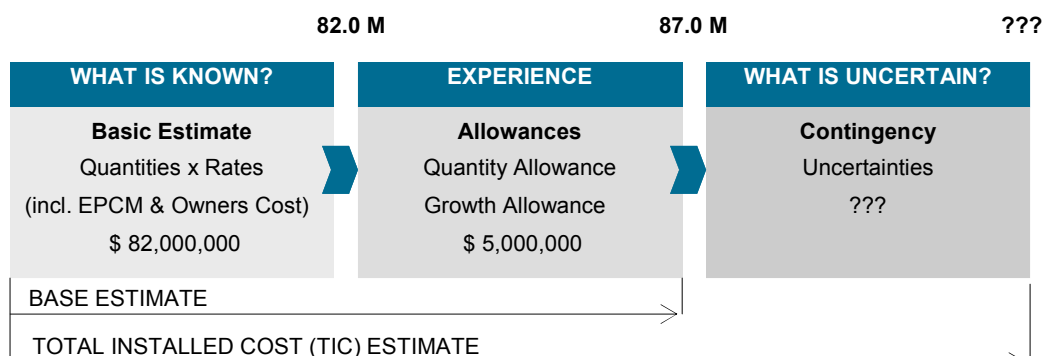 82.0 M 87.0 M ???
WHAT IS KNOWN? EXPERIENCE WHAT IS UNCERTAIN?
Basic Estimate Allowances Contingency
Quantities x Rates Quantity Allowance Uncertainties
(incl. EPCM & Owners Cost) Growth Allowance ???
$ 82,000,000 $ 5,000,000
BASE ESTIMATE
TOTAL INSTALLED COST (TIC) ESTIMATE